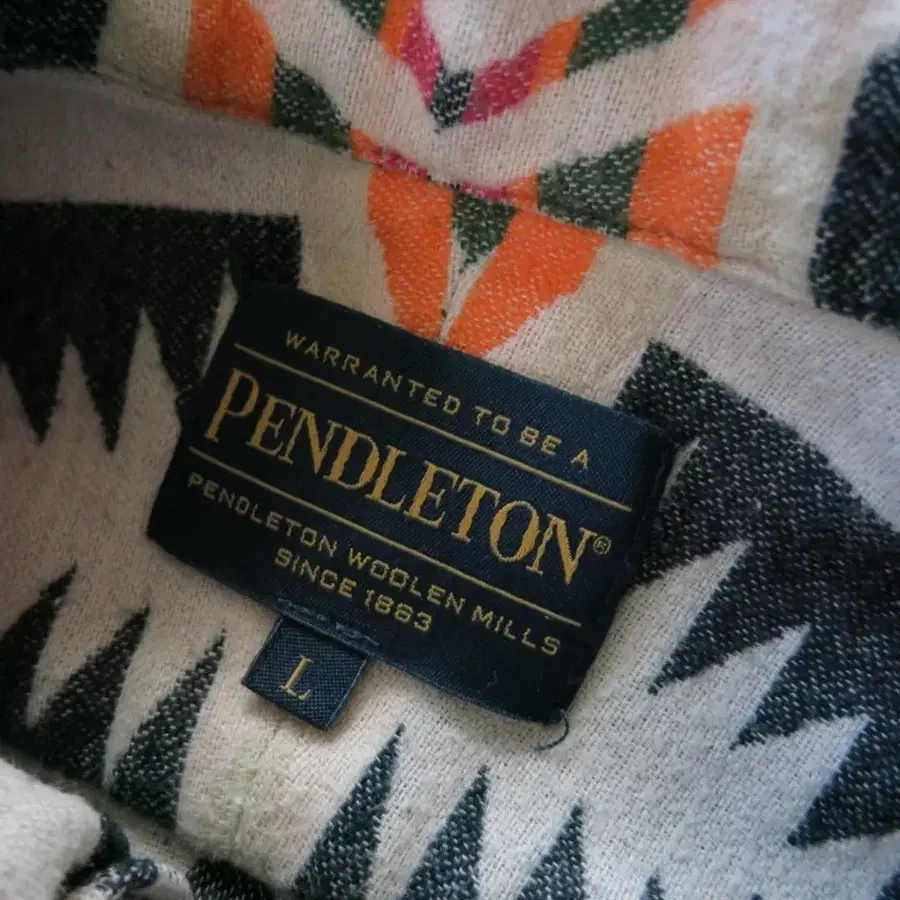 WARRANTED TO BE A
PENDLETON®
PENDLETON WOOLEN MILLS
SINCE 1863
L